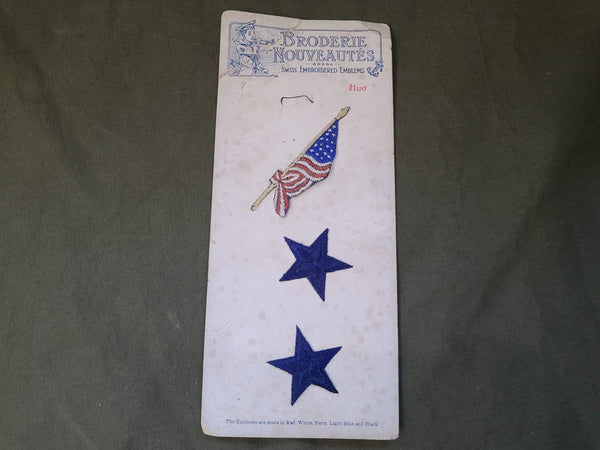 BRODERIE
NOUVEAUTÉS
SWISS EMBROIDERED EMBLEMS
The Emblems are made in Red, White, Navy, Light Blue and Black.